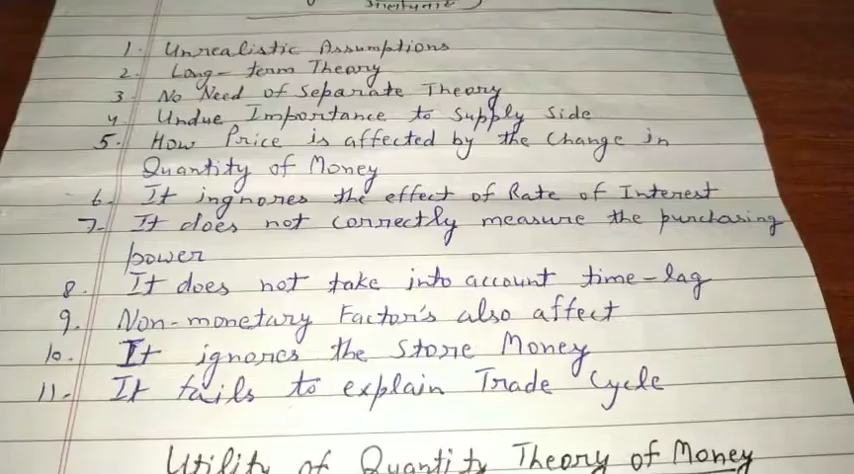 1. Unrealistic Assumptions
2. Long-term Theory
3 No Need of Separate Theory
4 Undue Importance to Supply Side
5. How Price is affected by the Change in
Quantity of Money
6. It ingnores the effect of Rate of Interest
7. It does not correctly measure the purchasing
power
8. It does not take into account time-lag
9. Non-monetary Factor's also affect
10. It ignores the Store Money
11. It fails to explain Trade Cycle
Utility of Quantity Theory of Money